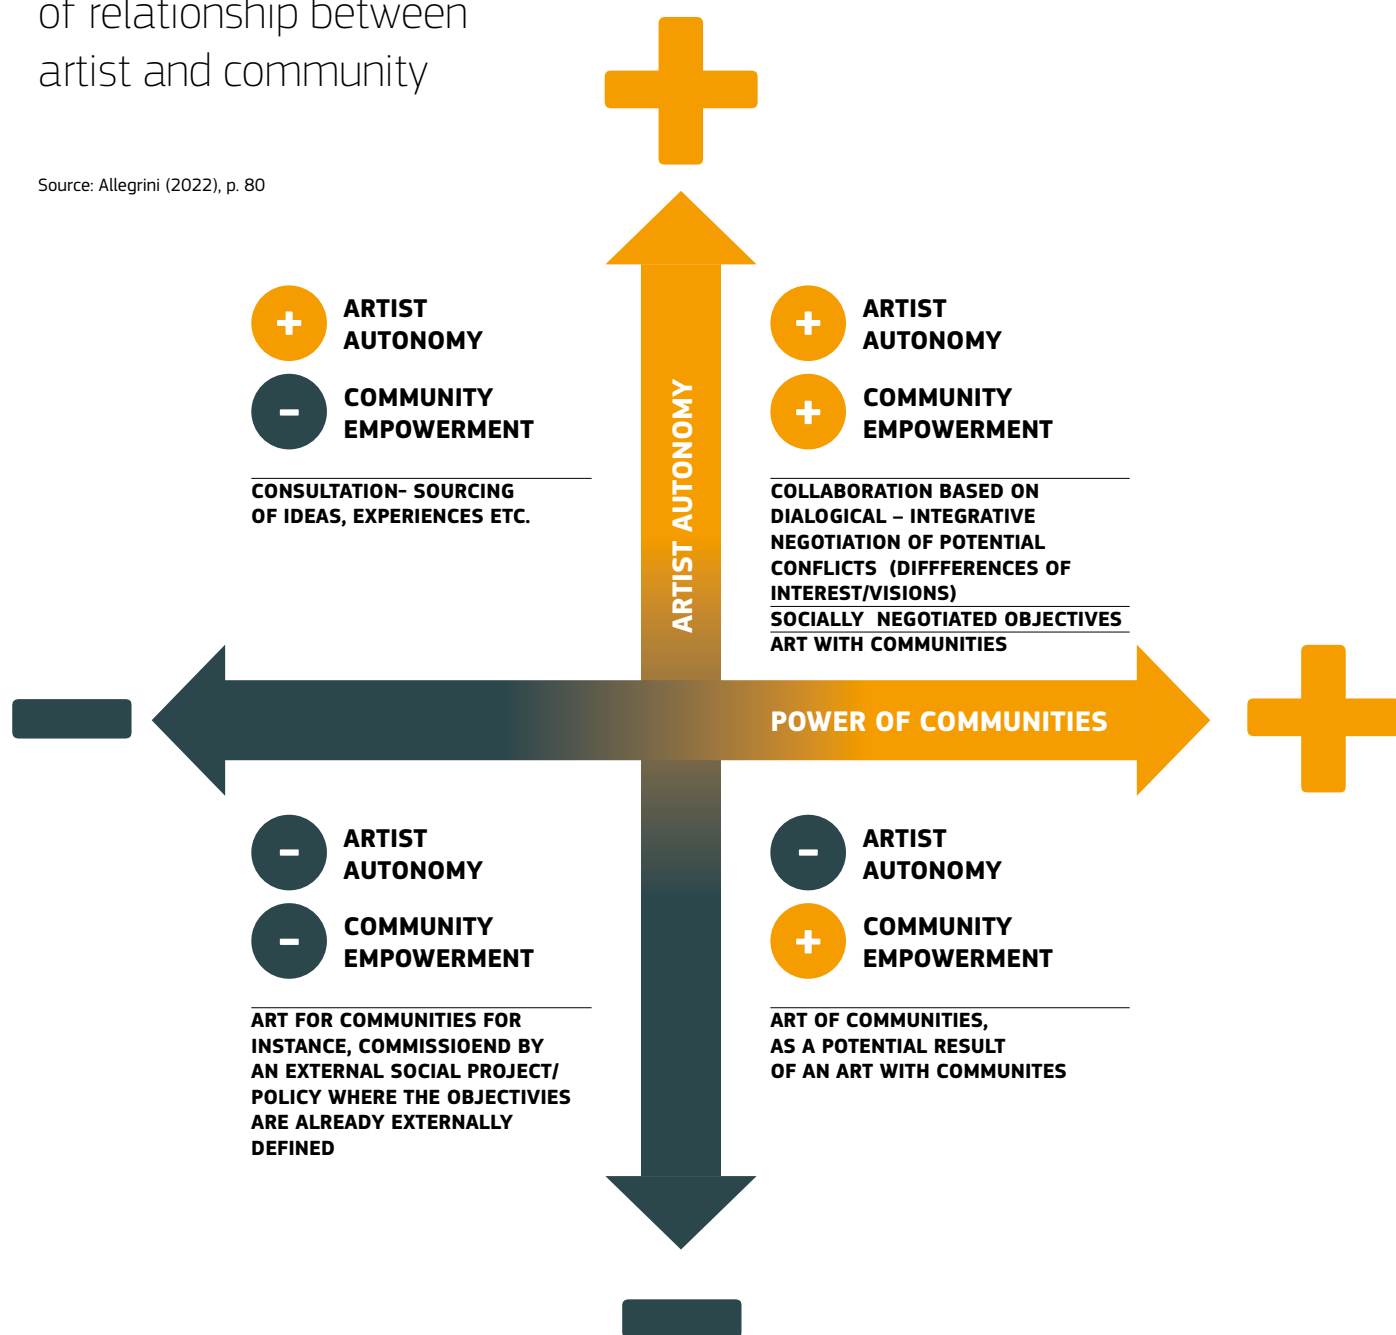 of relationship between
artist and community
Source: Allegrini (2022), p. 80
+ ARTIST
AUTONOMY
- COMMUNITY
EMPOWERMENT
CONSULTATION- SOURCING
OF IDEAS, EXPERIENCES ETC.
+ ARTIST
AUTONOMY
+ COMMUNITY
EMPOWERMENT
COLLABORATION BASED ON
DIALOGICAL – INTEGRATIVE
NEGOTIATION OF POTENTIAL
CONFLICTS (DIFFFERENCES OF
INTEREST/VISIONS)
SOCIALLY NEGOTIATED OBJECTIVES
ART WITH COMMUNITIES
ARTIST AUTONOMY
POWER OF COMMUNITIES
- ARTIST
AUTONOMY
- COMMUNITY
EMPOWERMENT
ART FOR COMMUNITIES FOR
INSTANCE, COMMISSIOEND BY
AN EXTERNAL SOCIAL PROJECT/
POLICY WHERE THE OBJECTIVIES
ARE ALREADY EXTERNALLY
DEFINED
- ARTIST
AUTONOMY
+ COMMUNITY
EMPOWERMENT
ART OF COMMUNITIES,
AS A POTENTIAL RESULT
OF AN ART WITH COMMUNITES